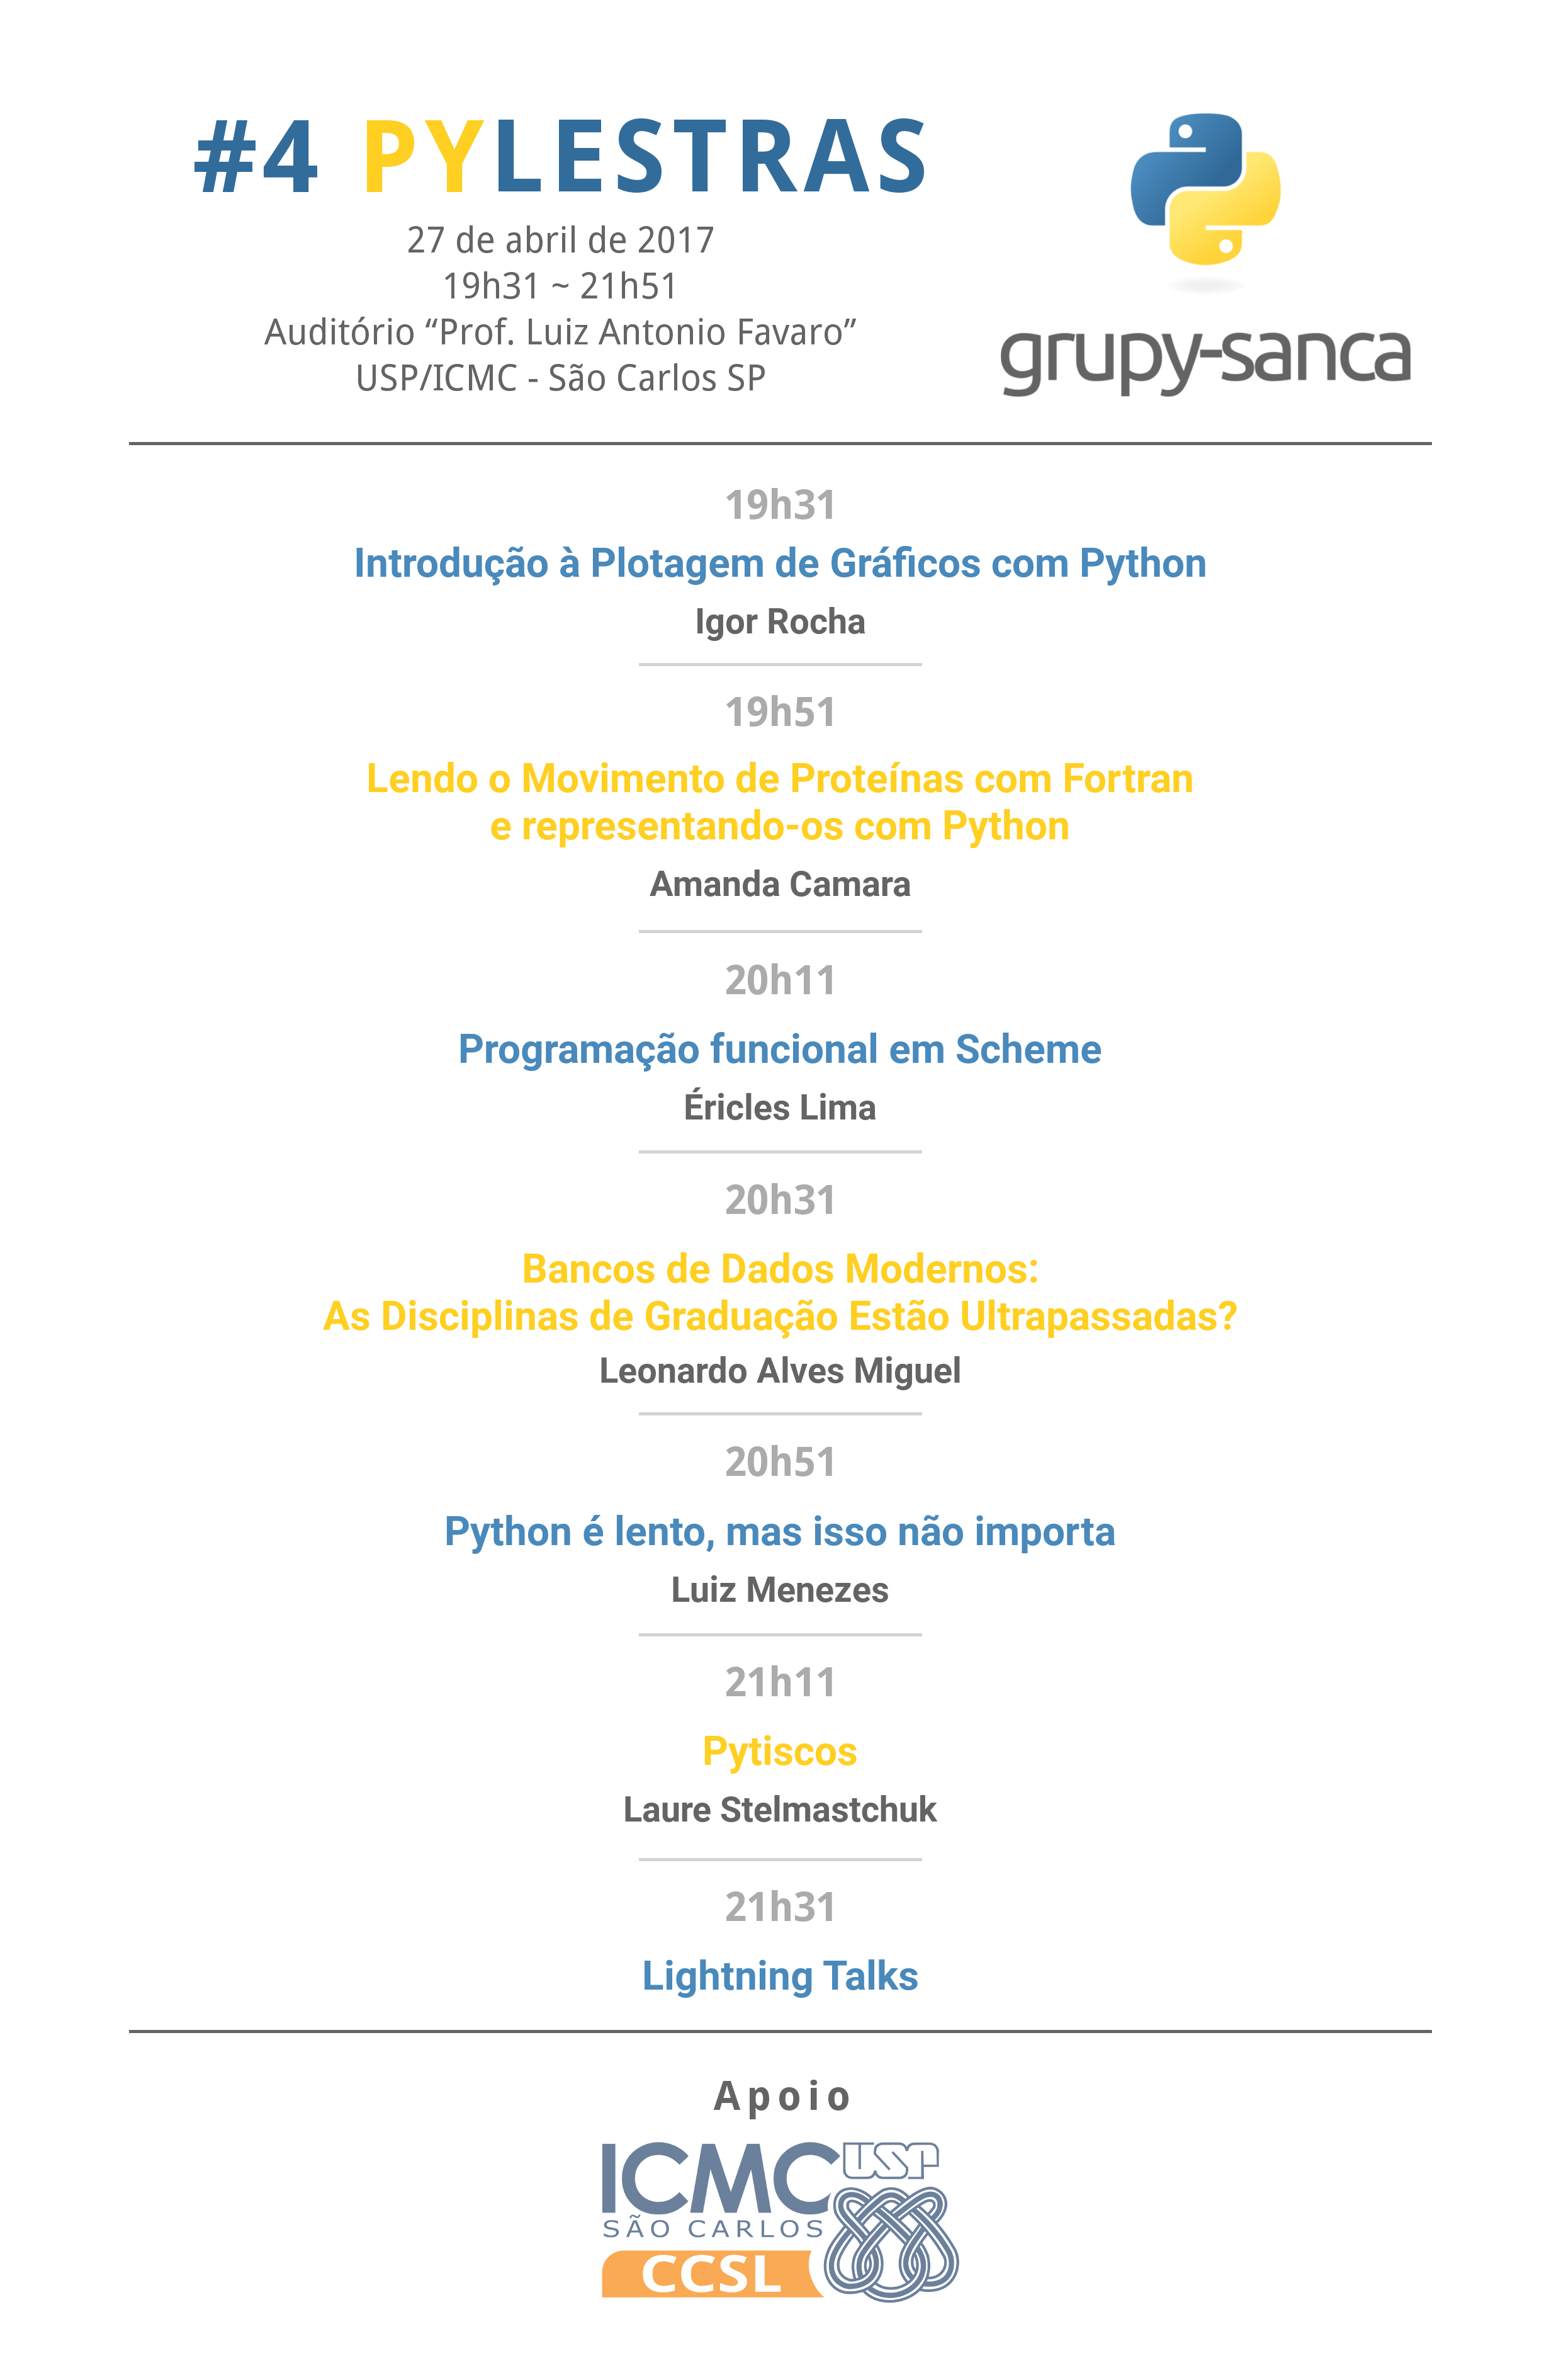 #4 PYLESTRAS
27 de abril de 2017
19h31 ~ 21h51
Auditório “Prof. Luiz Antonio Favaro”
USP/ICMC - São Carlos SP
grupy-sanca
19h31
Introdução à Plotagem de Gráficos com Python
Igor Rocha
19h51
Lendo o Movimento de Proteínas com Fortran
e representando-os com Python
Amanda Camara
20h11
Programação funcional em Scheme
Éricles Lima
20h31
Bancos de Dados Modernos:
As Disciplinas de Graduação Estão Ultrapassadas?
Leonardo Alves Miguel
20h51
Python é lento, mas isso não importa
Luiz Menezes
21h11
Pytiscos
Laure Stelmastchuk
21h31
Lightning Talks
Apoio
ICMC USP
SÃO CARLOS
CCSL